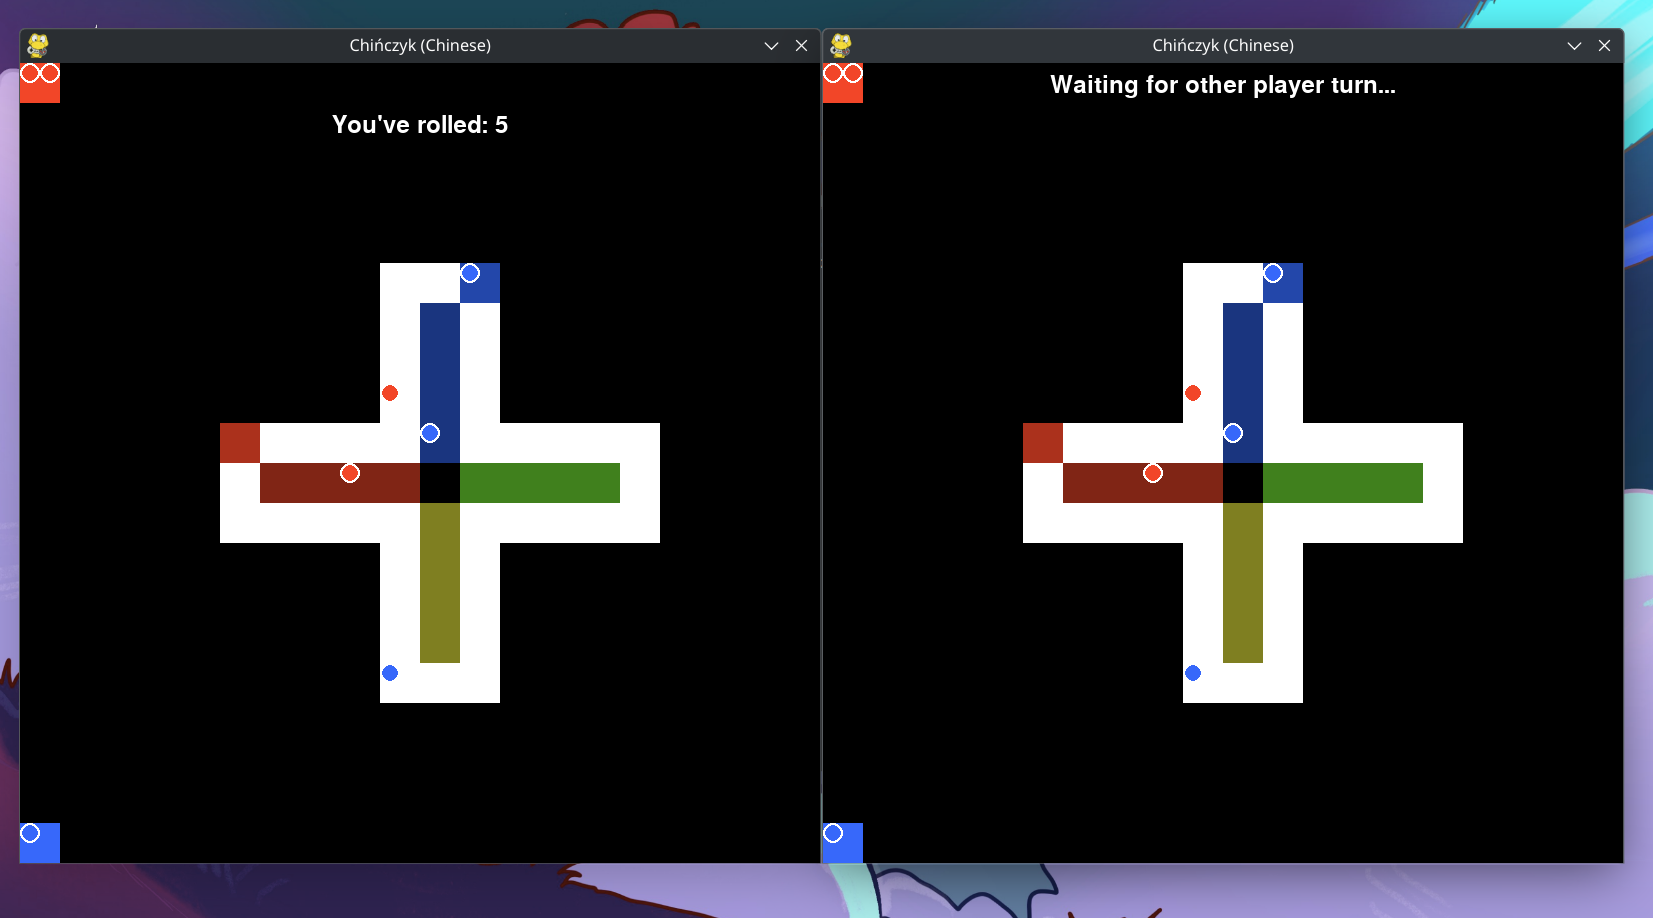 Chińczyk (Chinese)
You've rolled: 5
Chińczyk (Chinese)
Waiting for other player turn...